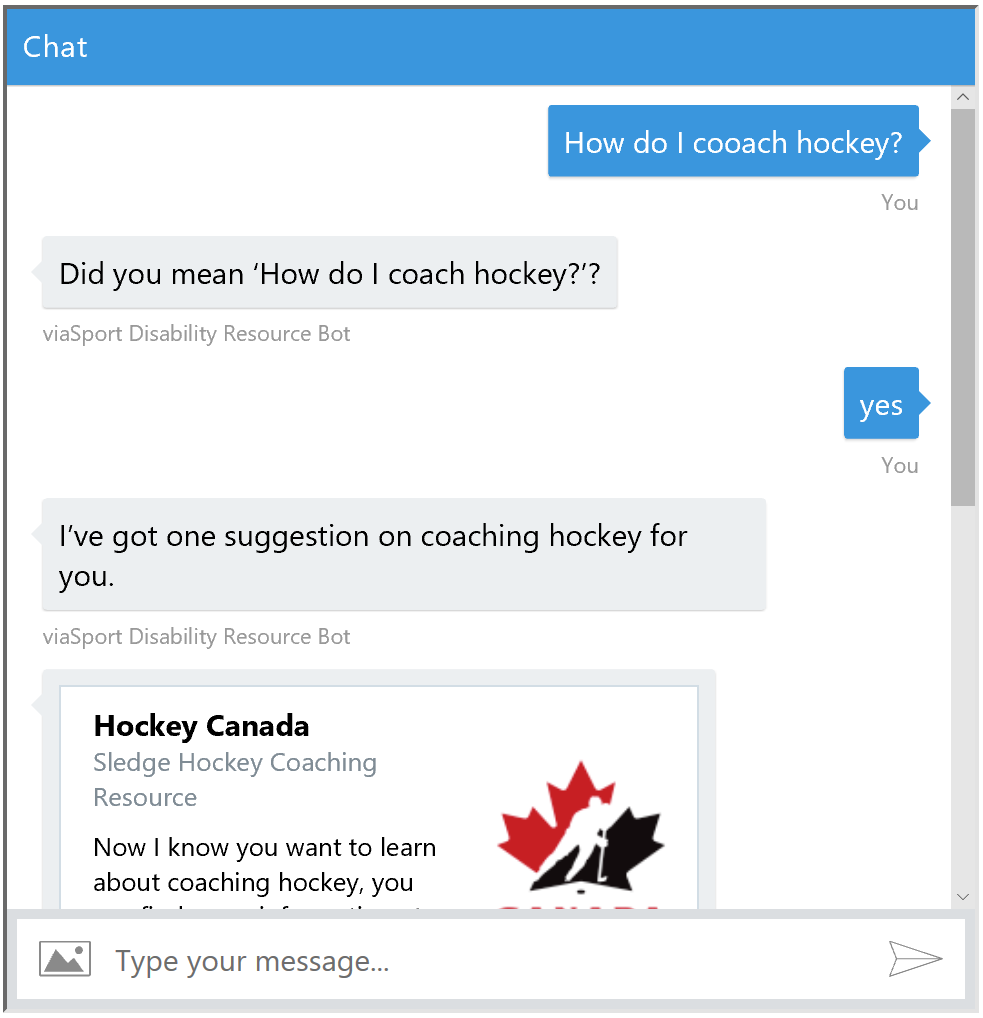 Chat
How do I cooach hockey?
You
Did you mean ‘How do I coach hockey?’?
viaSport Disability Resource Bot
yes
You
I’ve got one suggestion on coaching hockey for
you.
viaSport Disability Resource Bot
Hockey Canada
Sledge Hockey Coaching
Resource
Now I know you want to learn
about coaching hockey, you
Type your message...